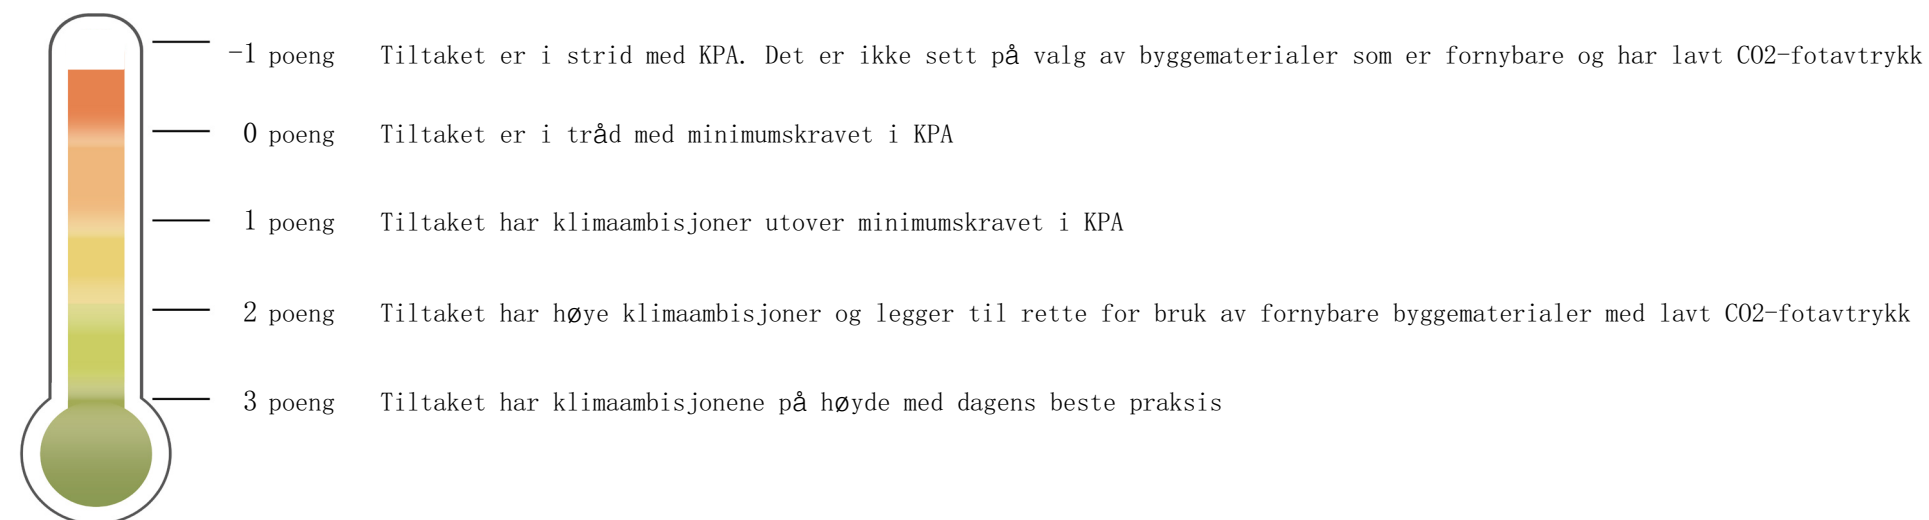 -1 poeng Tiltaket er i strid med KPA. Det er ikke sett på valg av byggematerialer som er fornybare og har lavt CO2-fotavtrykk
0 poeng Tiltaket er i tråd med minimumskravet i KPA
1 poeng Tiltaket har klimaambisjoner utover minimumskravet i KPA
2 poeng Tiltaket har høye klimaambisjoner og legger til rette for bruk av fornybare byggematerialer med lavt CO2-fotavtrykk
3 poeng Tiltaket har klimaambisjonene på høyde med dagens beste praksis